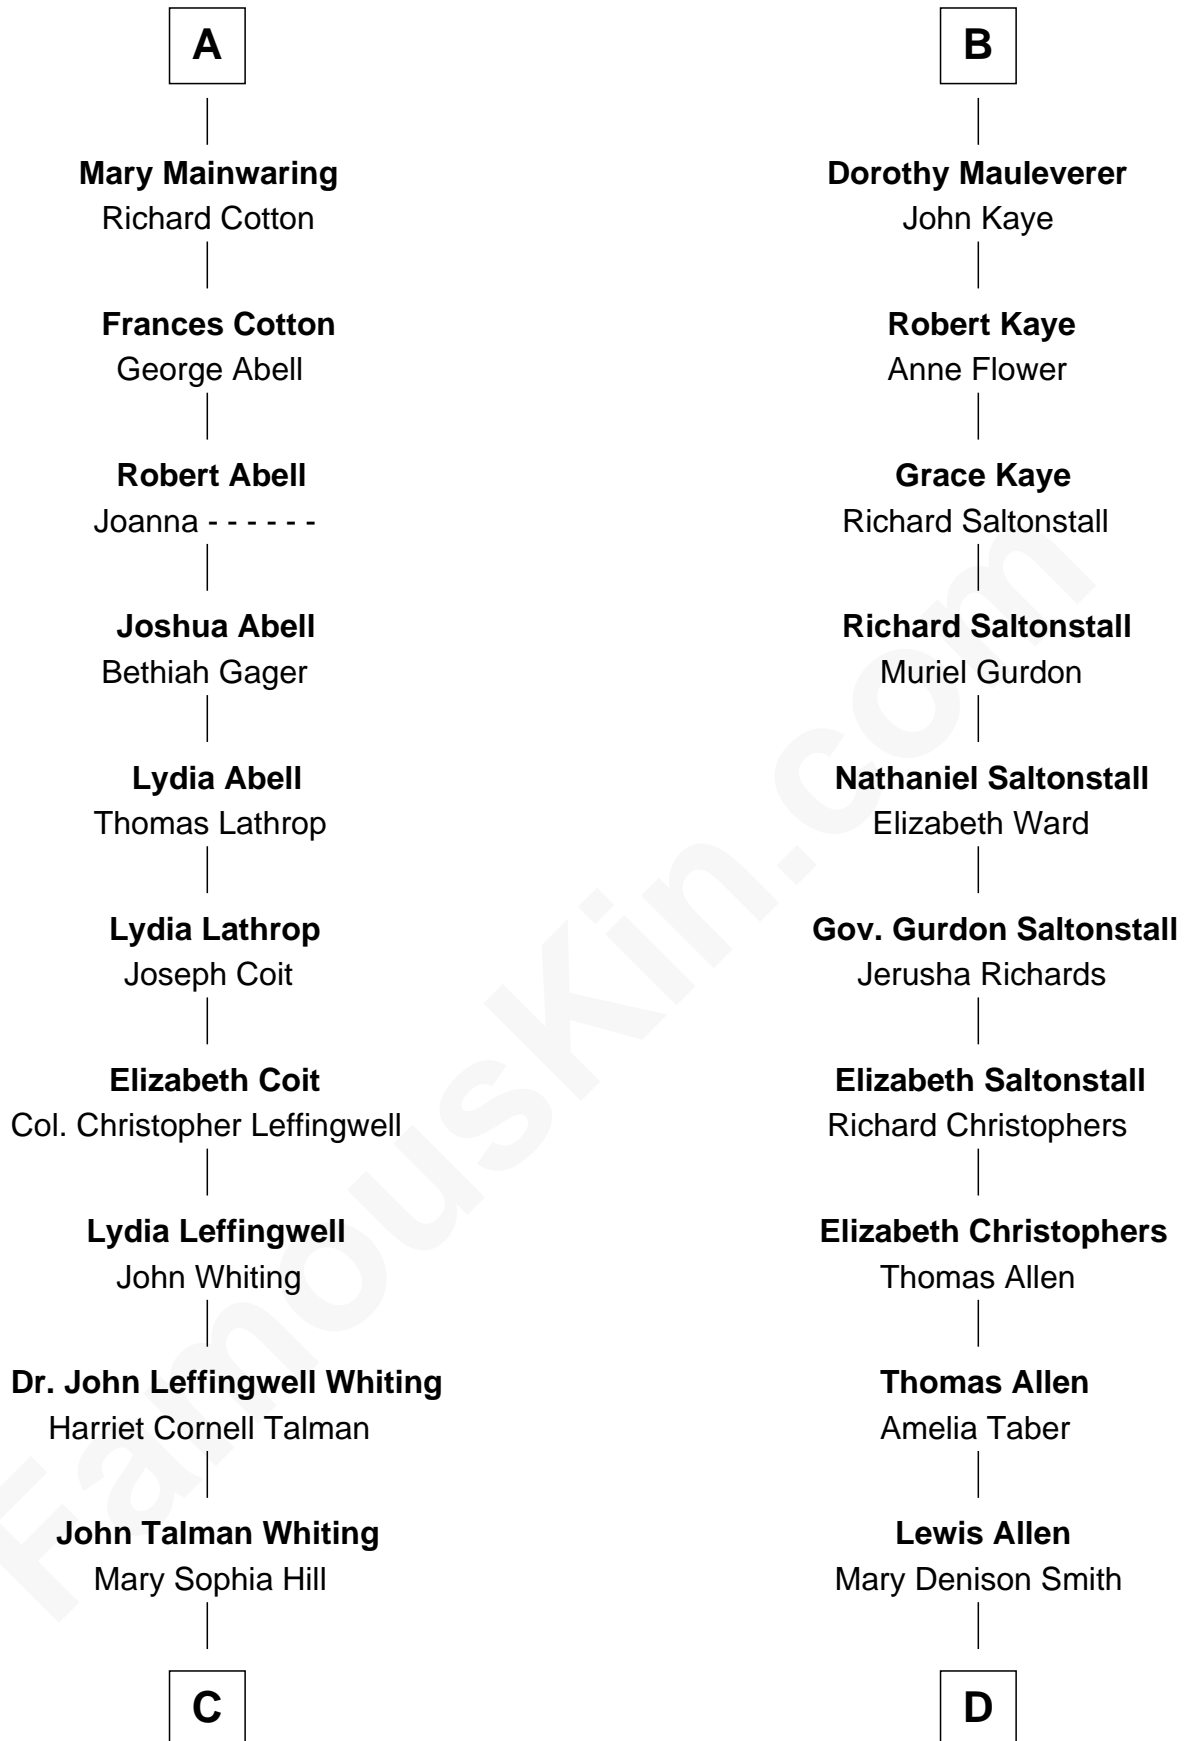 A
Mary Mainwaring
Richard Cotton
Frances Cotton
George Abell
Robert Abell
Joanna - - - - - -
Joshua Abell
Bethiah Gager
Lydia Abell
Thomas Lathrop
Lydia Lathrop
Joseph Coit
Elizabeth Coit
Col. Christopher Leffingwell
Lydia Leffingwell
John Whiting
Dr. John Leffingwell Whiting
Harriet Cornell Talman
John Talman Whiting
Mary Sophia Hill
C
B
Dorothy Mauleverer
John Kaye
Robert Kaye
Anne Flower
Grace Kaye
Richard Saltonstall
Richard Saltonstall
Muriel Gurdon
Nathaniel Saltonstall
Elizabeth Ward
Gov. Gurdon Saltonstall
Jerusha Richards
Elizabeth Saltonstall
Richard Christophers
Elizabeth Christophers
Thomas Allen
Thomas Allen
Amelia Taber
Lewis Allen
Mary Denison Smith
D
FamousKin.com